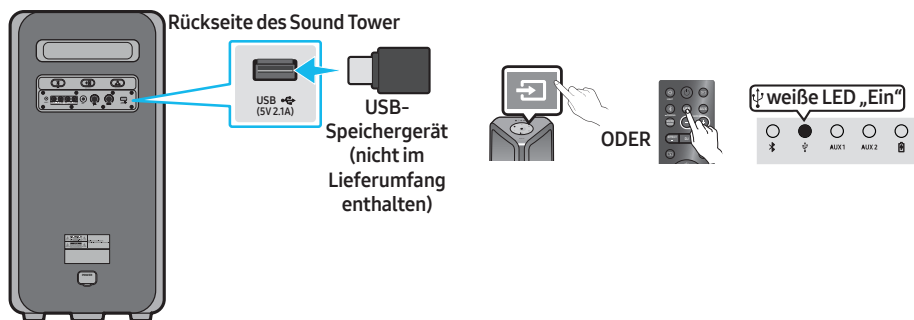 Rückseite des Sound Tower
USB
(5V 2.1A)
USB-
Speichergerät
(nicht im
Lieferumfang
enthalten)
ODER
weiße LED „Ein“
AUX 1
AUX 2